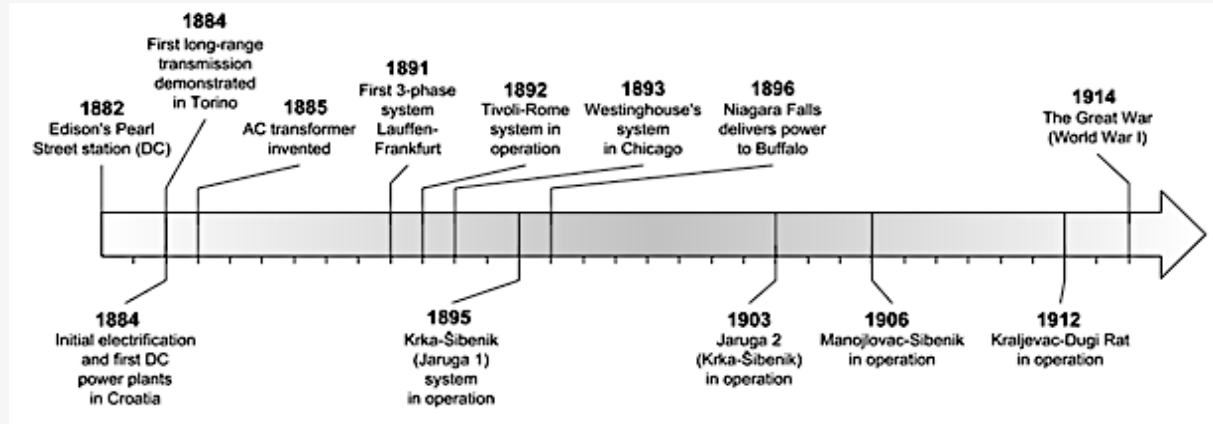 1882
Edison's Pearl
Street station (DC)
1884
First long-range
transmission
demonstrated
in Torino
1885
AC transformer
invented
1891
First 3-phase
system
Lauffen-
Frankfurt
1892
Tivoli-Rome
system in
operation
1893
Westinghouse's
system
in Chicago
1896
Niagara Falls
delivers power
to Buffalo
1914
The Great War
(World War I)
1884
Initial electrification
and first DC
power plants
in Croatia
1895
Krka-Šibenik
(Jaruga 1)
system
in operation
1903
Jaruga 2
(Krka-Šibenik)
in operation
1906
Manojlovac-Sibenik
in operation
1912
Kraljevac-Dugi Rat
in operation